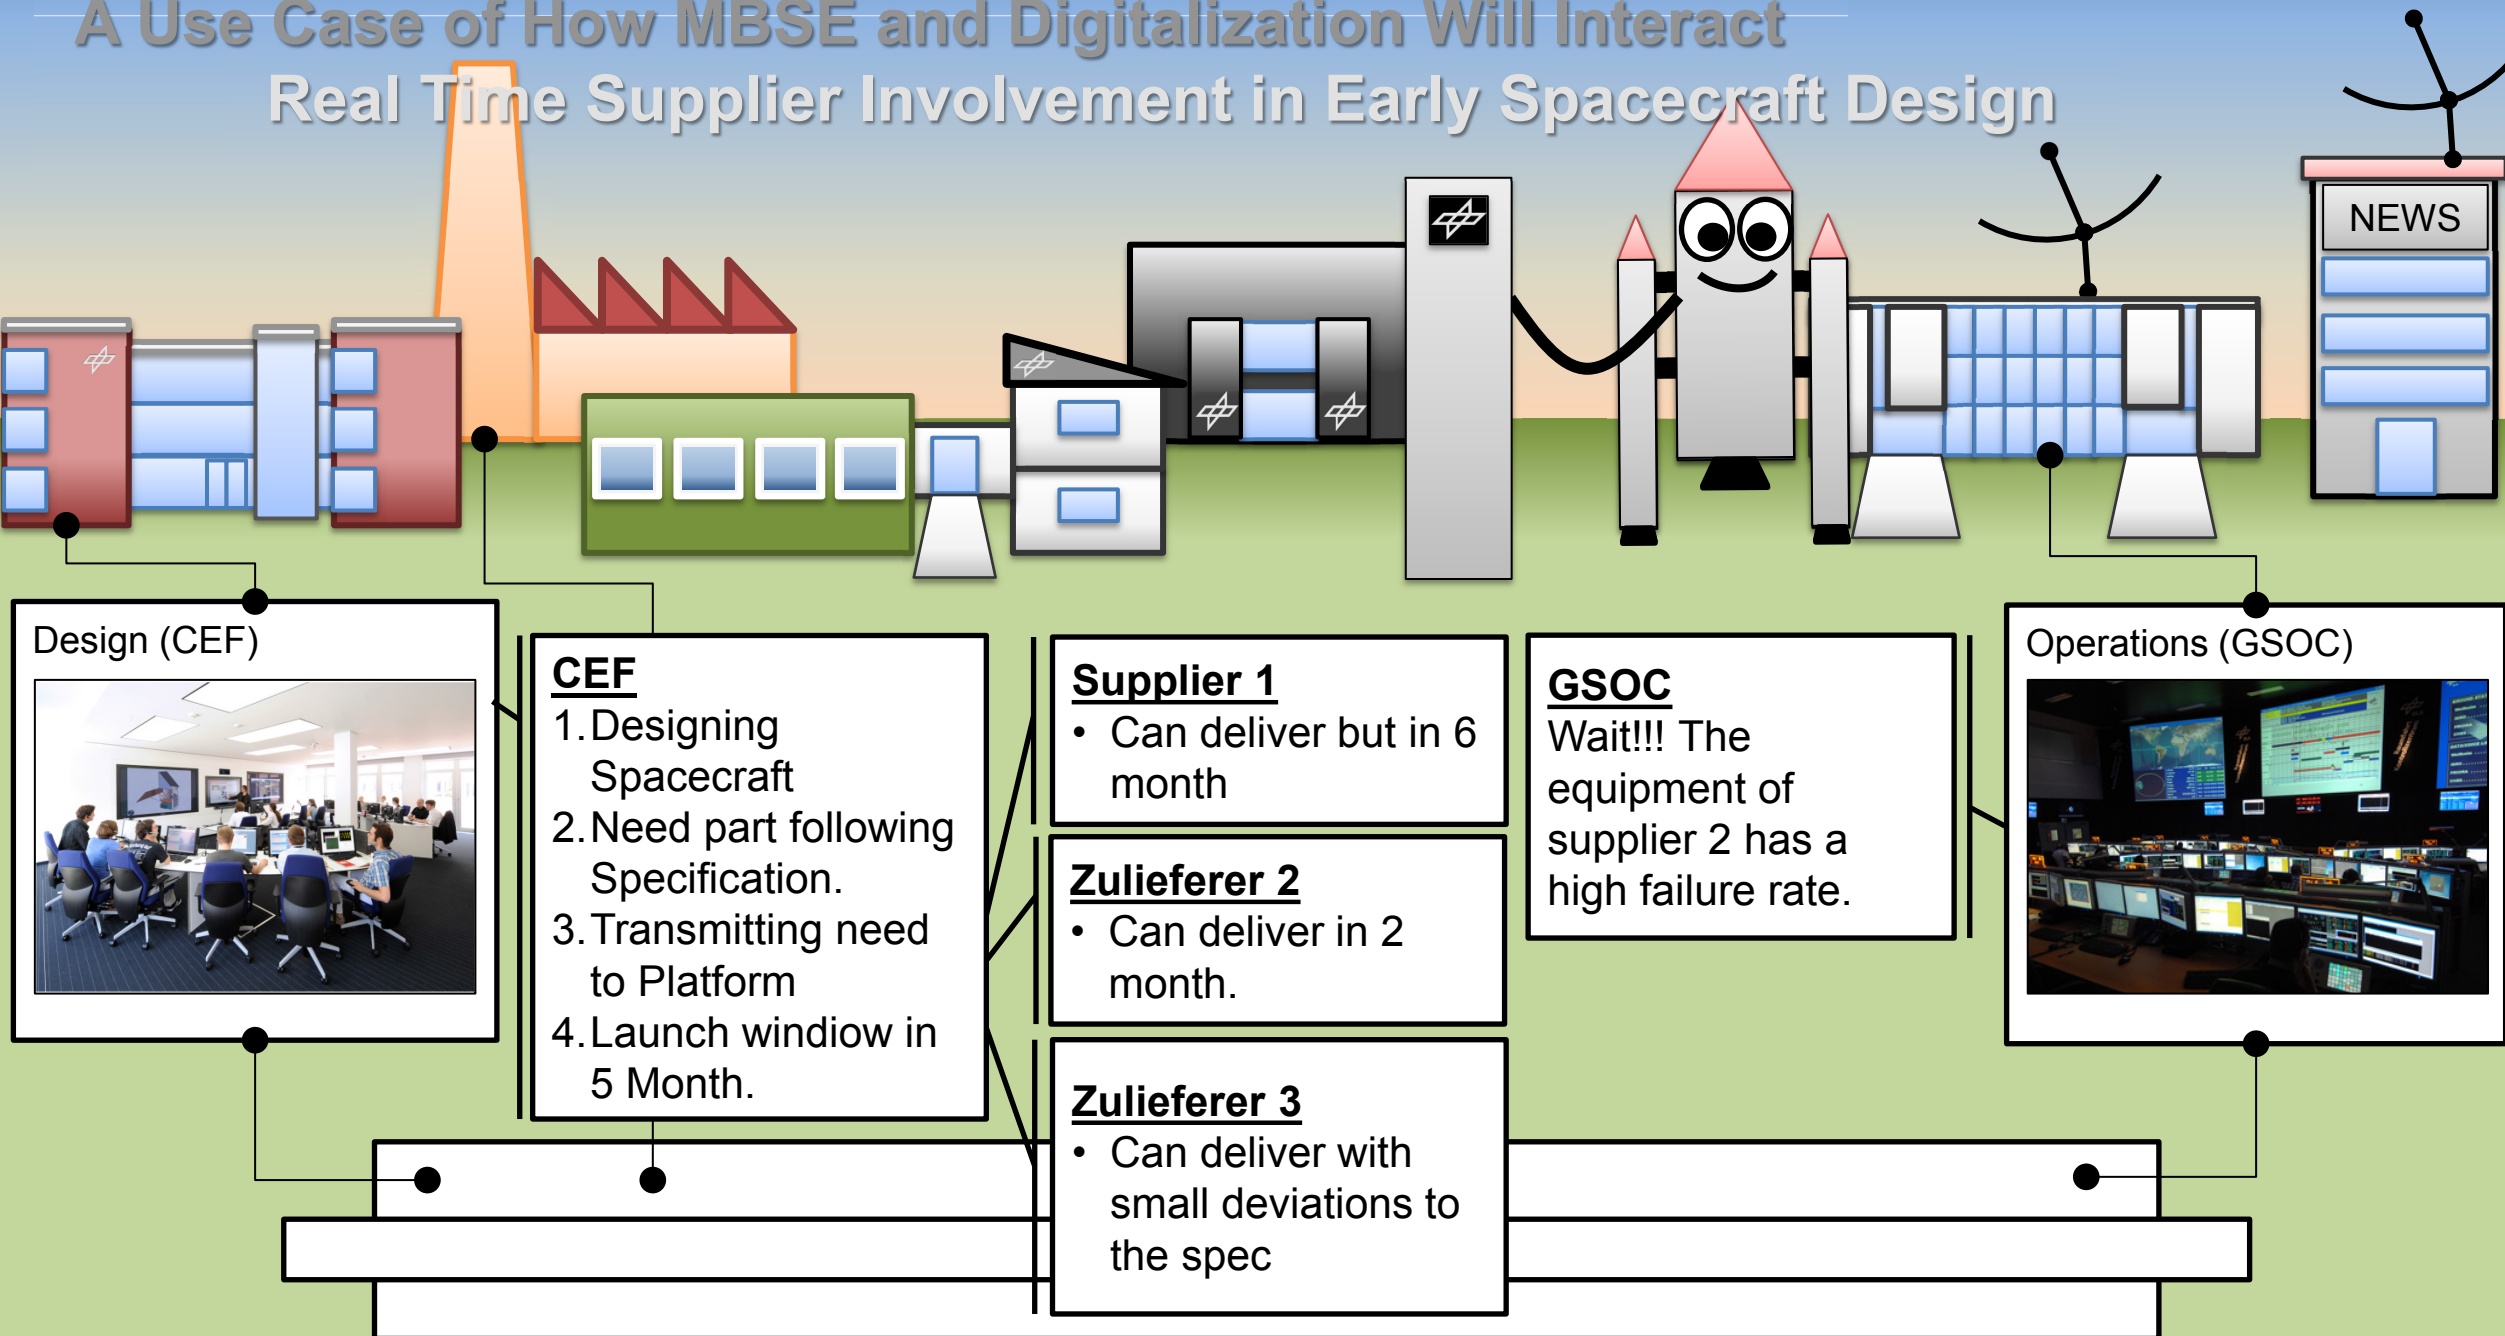 A Use Case of How MBSE and Digitalization Will Interact
Real Time Supplier Involvement in Early Spacecraft Design
NEWS
Design (CEF)
CEF
1. Designing
Spacecraft
2. Need part following
Specification.
3. Transmitting need
to Platform
4. Launch windiow in
5 Month.
Supplier 1
• Can deliver but in 6
month
Zulieferer 2
• Can deliver in 2
month.
Zulieferer 3
• Can deliver with
small deviations to
the spec
GSOC
Wait!!! The
equipment of
supplier 2 has a
high failure rate.
Operations (GSOC)